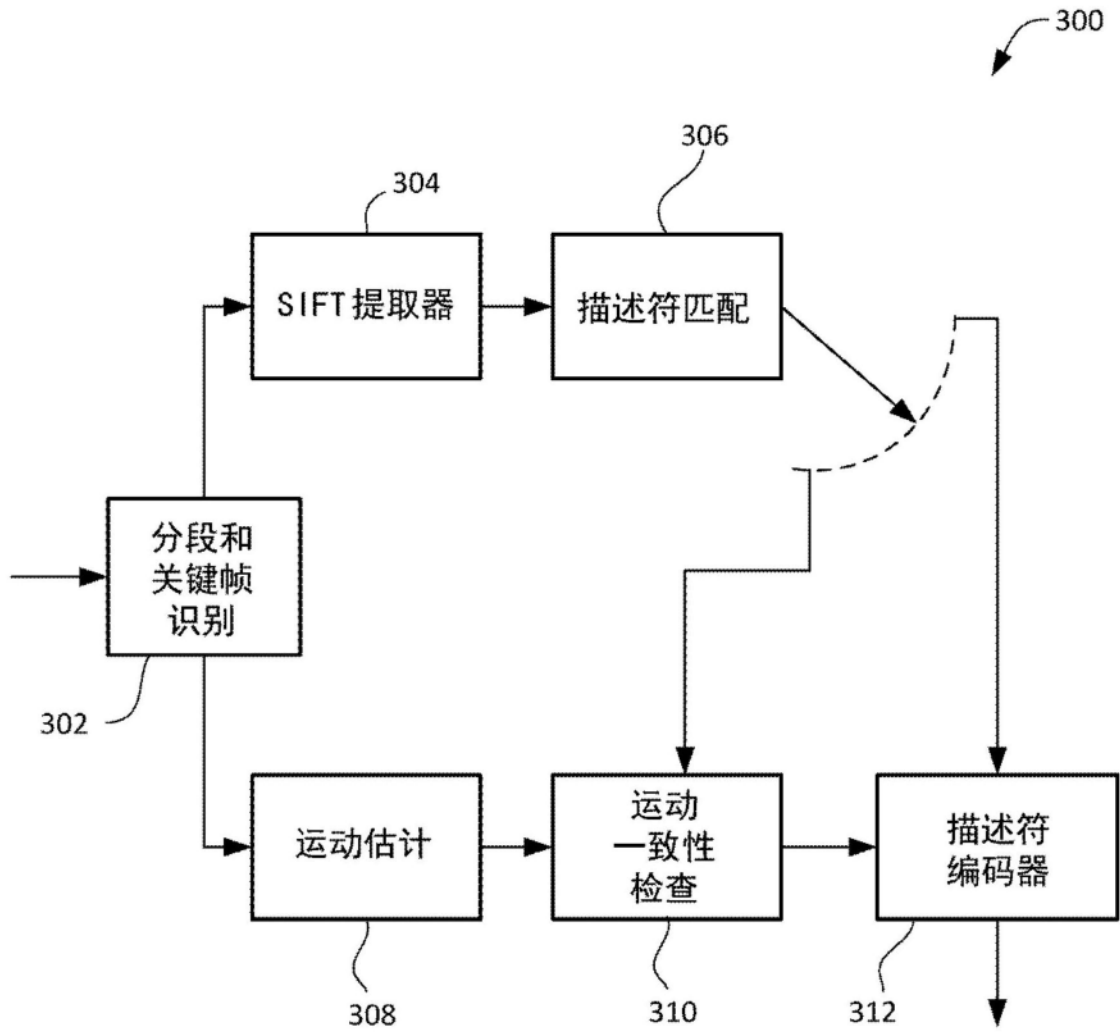 300
306
304
SIFT提取器
描述符匹配
分段和
关键帧
识别
302
运动估计
运动
一致性
检查
描述符
编码器
308
310
312